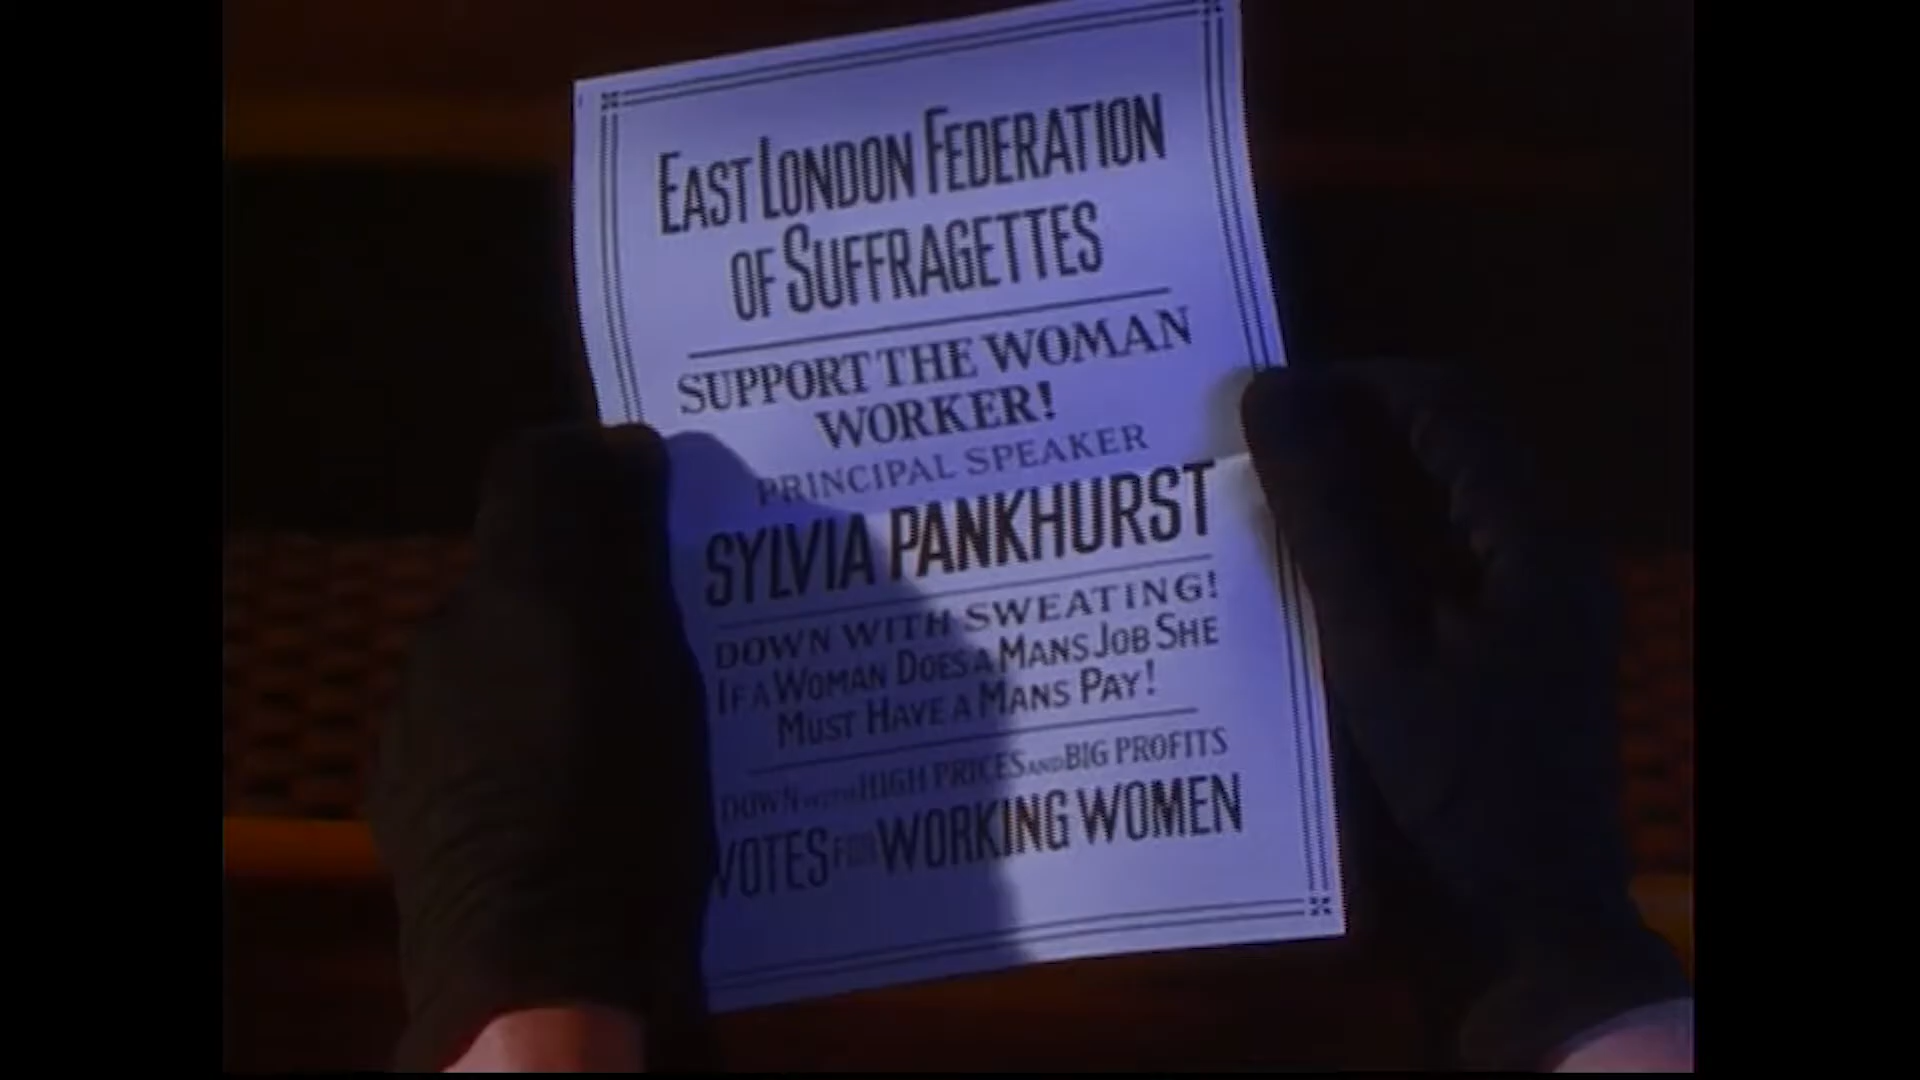 EAST LONDON FEDERATION
OF SUFFRAGETTES
SUPPORT THE WOMAN
WORKER!
PRINCIPAL SPEAKER
SYLVIA PANKHURST
DOWN WITH SWEATING!
IF A WOMAN DOES A MANS JOB SHE
MUST HAVE A MANS PAY!
DOWN WITH HIGH PRICES AND BIG PROFITS
VOTES FOR WORKING WOMEN